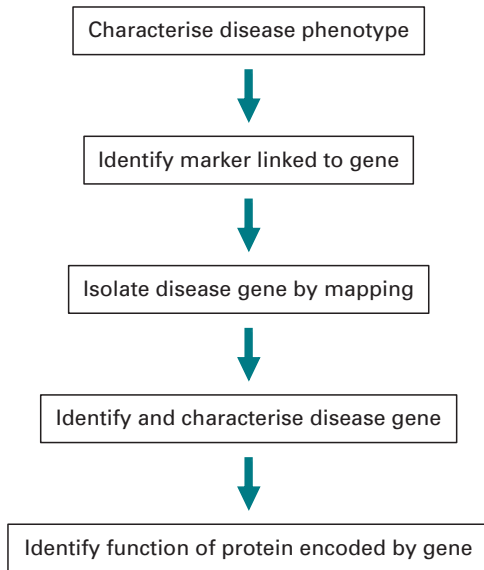 Characterise disease phenotype
Identify marker linked to gene
Isolate disease gene by mapping
Identify and characterise disease gene
Identify function of protein encoded by gene